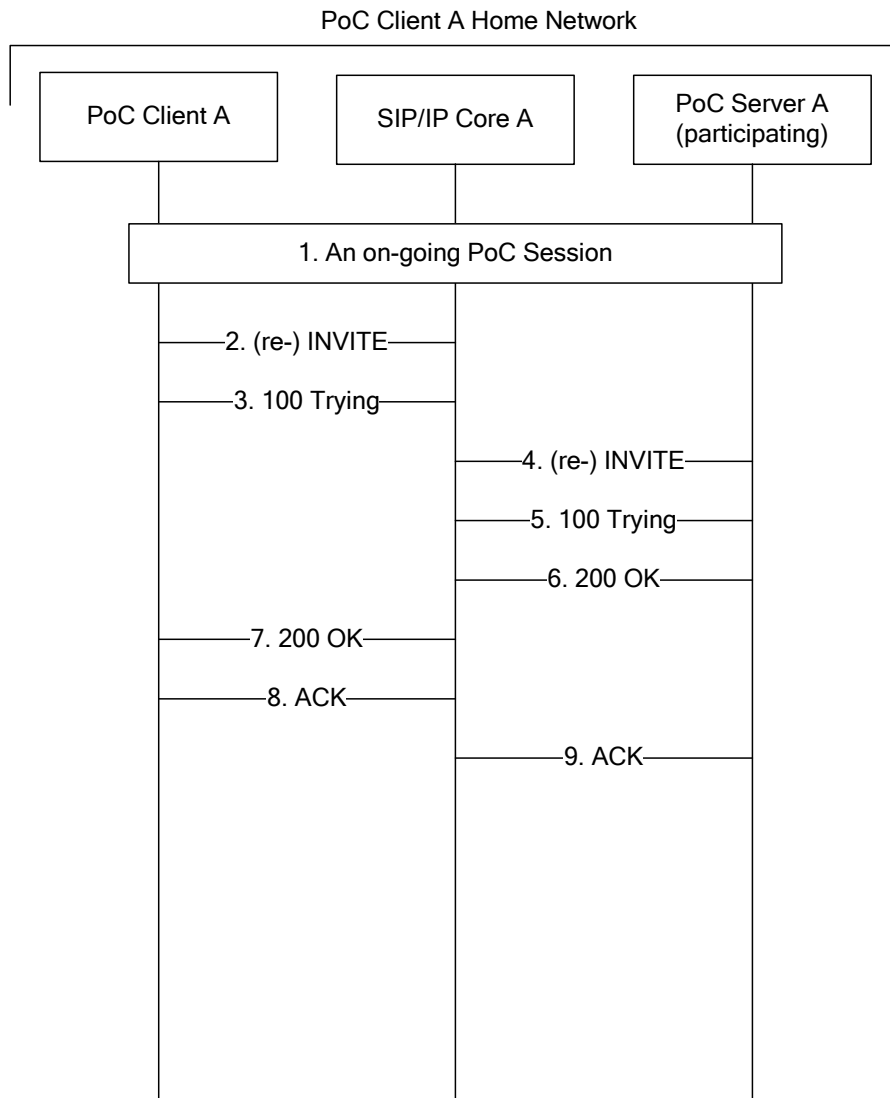 PoC Client A Home Network
PoC Client A
SIP/IP Core A
PoC Server A
(participating)
1. An on-going PoC Session
2. (re-) INVITE
3. 100 Trying
4. (re-) INVITE
5. 100 Trying
6. 200 OK
7. 200 OK
8. ACK
9. ACK